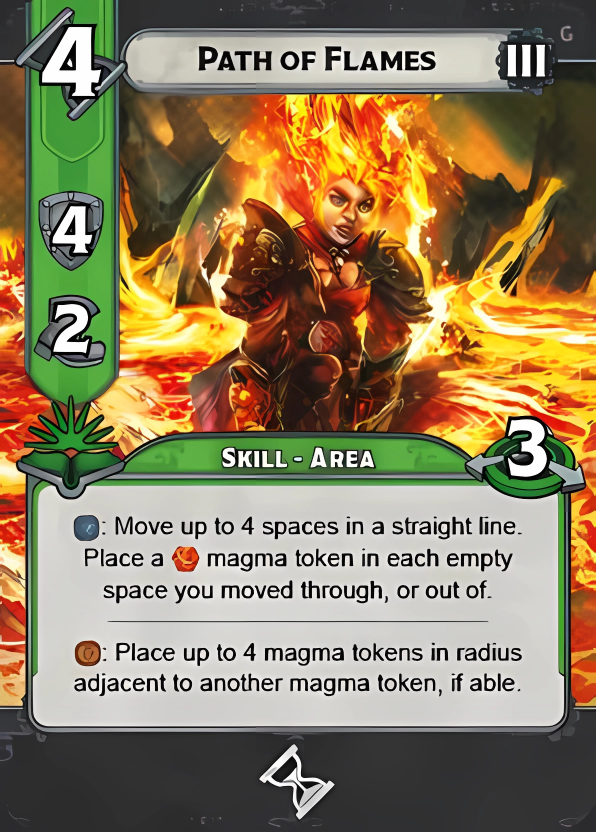 4
PATH OF FLAMES
III
G
4
2
SKILL - AREA
3
: Move up to 4 spaces in a straight line.
Place a magma token in each empty
space you moved through, or out of.
: Place up to 4 magma tokens in radius
adjacent to another magma token, if able.